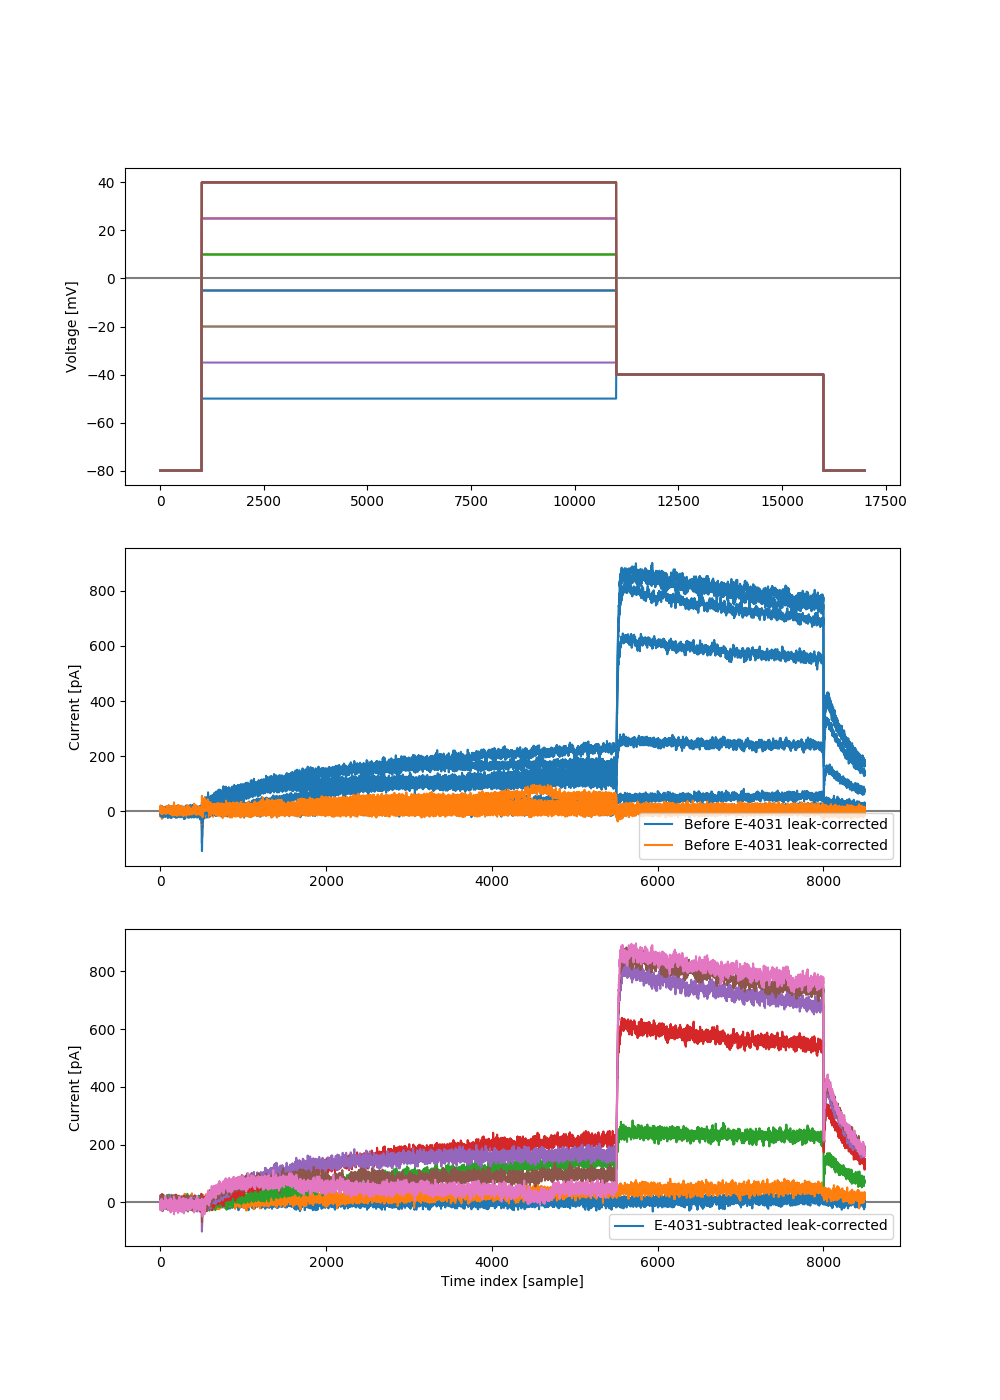 40
20
0
−20
−40
−60
−80
Voltage [mV]
0 2500 5000 7500 10000 12500 15000 17500
800
600
400
200
0
Current [pA]
Before E-4031 leak-corrected
Before E-4031 leak-corrected
0 2000 4000 6000 8000
800
600
400
200
0
Current [pA]
E-4031-subtracted leak-corrected
0 2000 4000 6000 8000
Time index [sample]